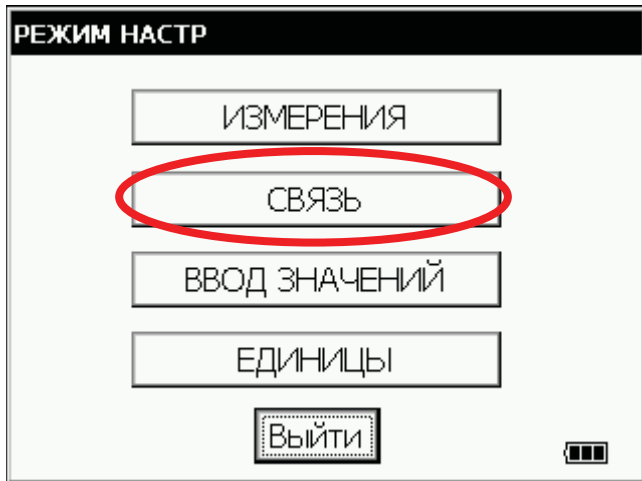 РЕЖИМ НАСТР
ИЗМЕРЕНИЯ
СВЯЗЬ
ВВОД ЗНАЧЕНИЙ
ЕДИНИЦЫ
Выйти